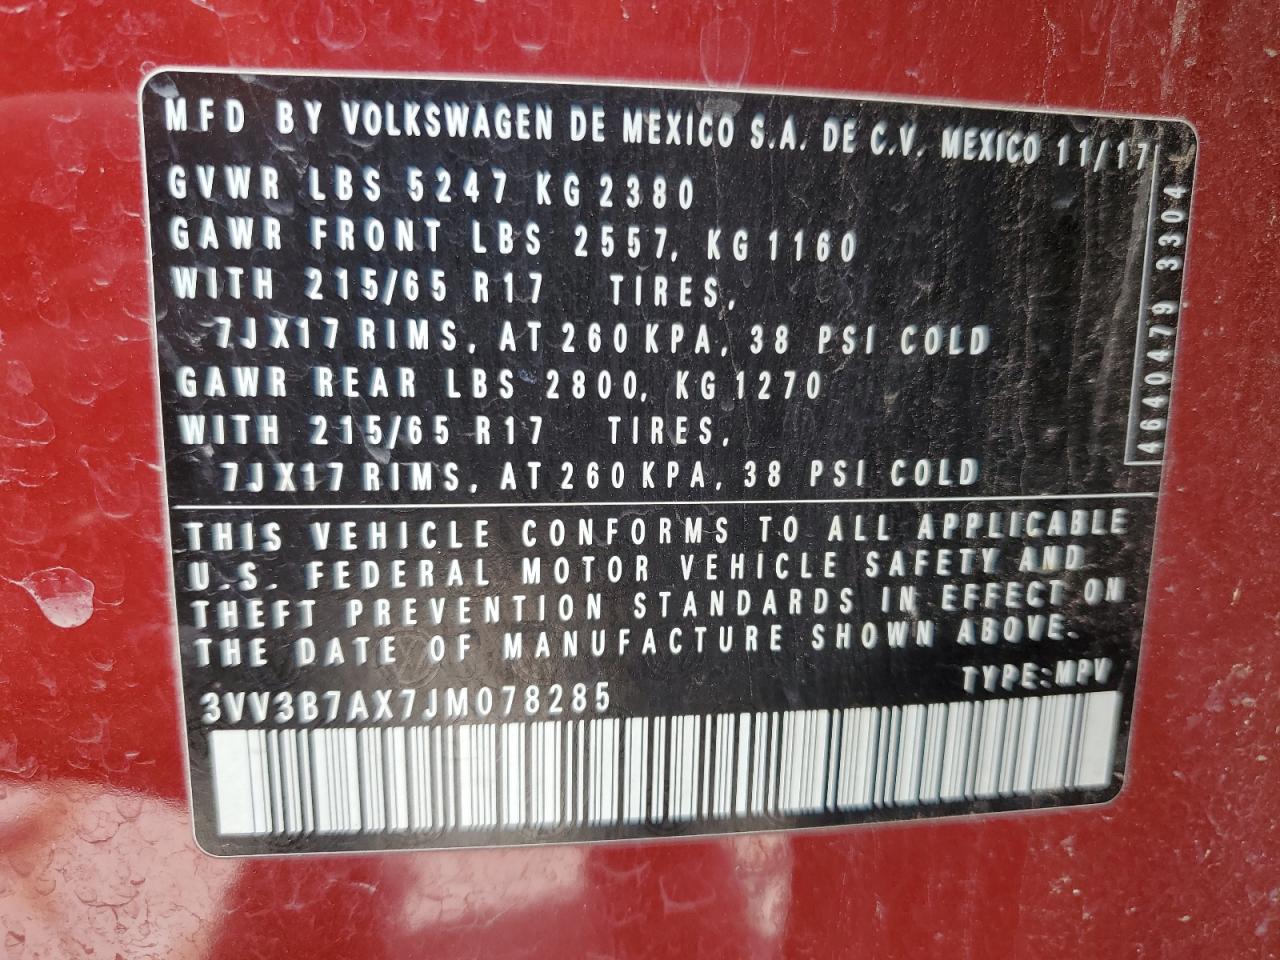 MFD BY VOLKSWAGEN DE MEXICO S.A. DE C.V. MEXICO 11/17
GVWR LBS 5247 KG 2380
GAWR FRONT LBS 2557, KG 1160
WITH 215/65 R17 TIRES,
7JX17 RIMS, AT 260 KPA, 38 PSI COLD
GAWR REAR LBS 2800, KG 1270
WITH 215/65 R17 TIRES,
7JX17 RIMS, AT 260 KPA, 38 PSI COLD
4640479 3304
THIS VEHICLE CONFORMS TO ALL APPLICABLE
U.S. FEDERAL MOTOR VEHICLE SAFETY AND
THEFT PREVENTION STANDARDS IN EFFECT ON
THE DATE OF MANUFACTURE SHOWN ABOVE.
TYPE:MPV
3VV3B7AX7JM078285